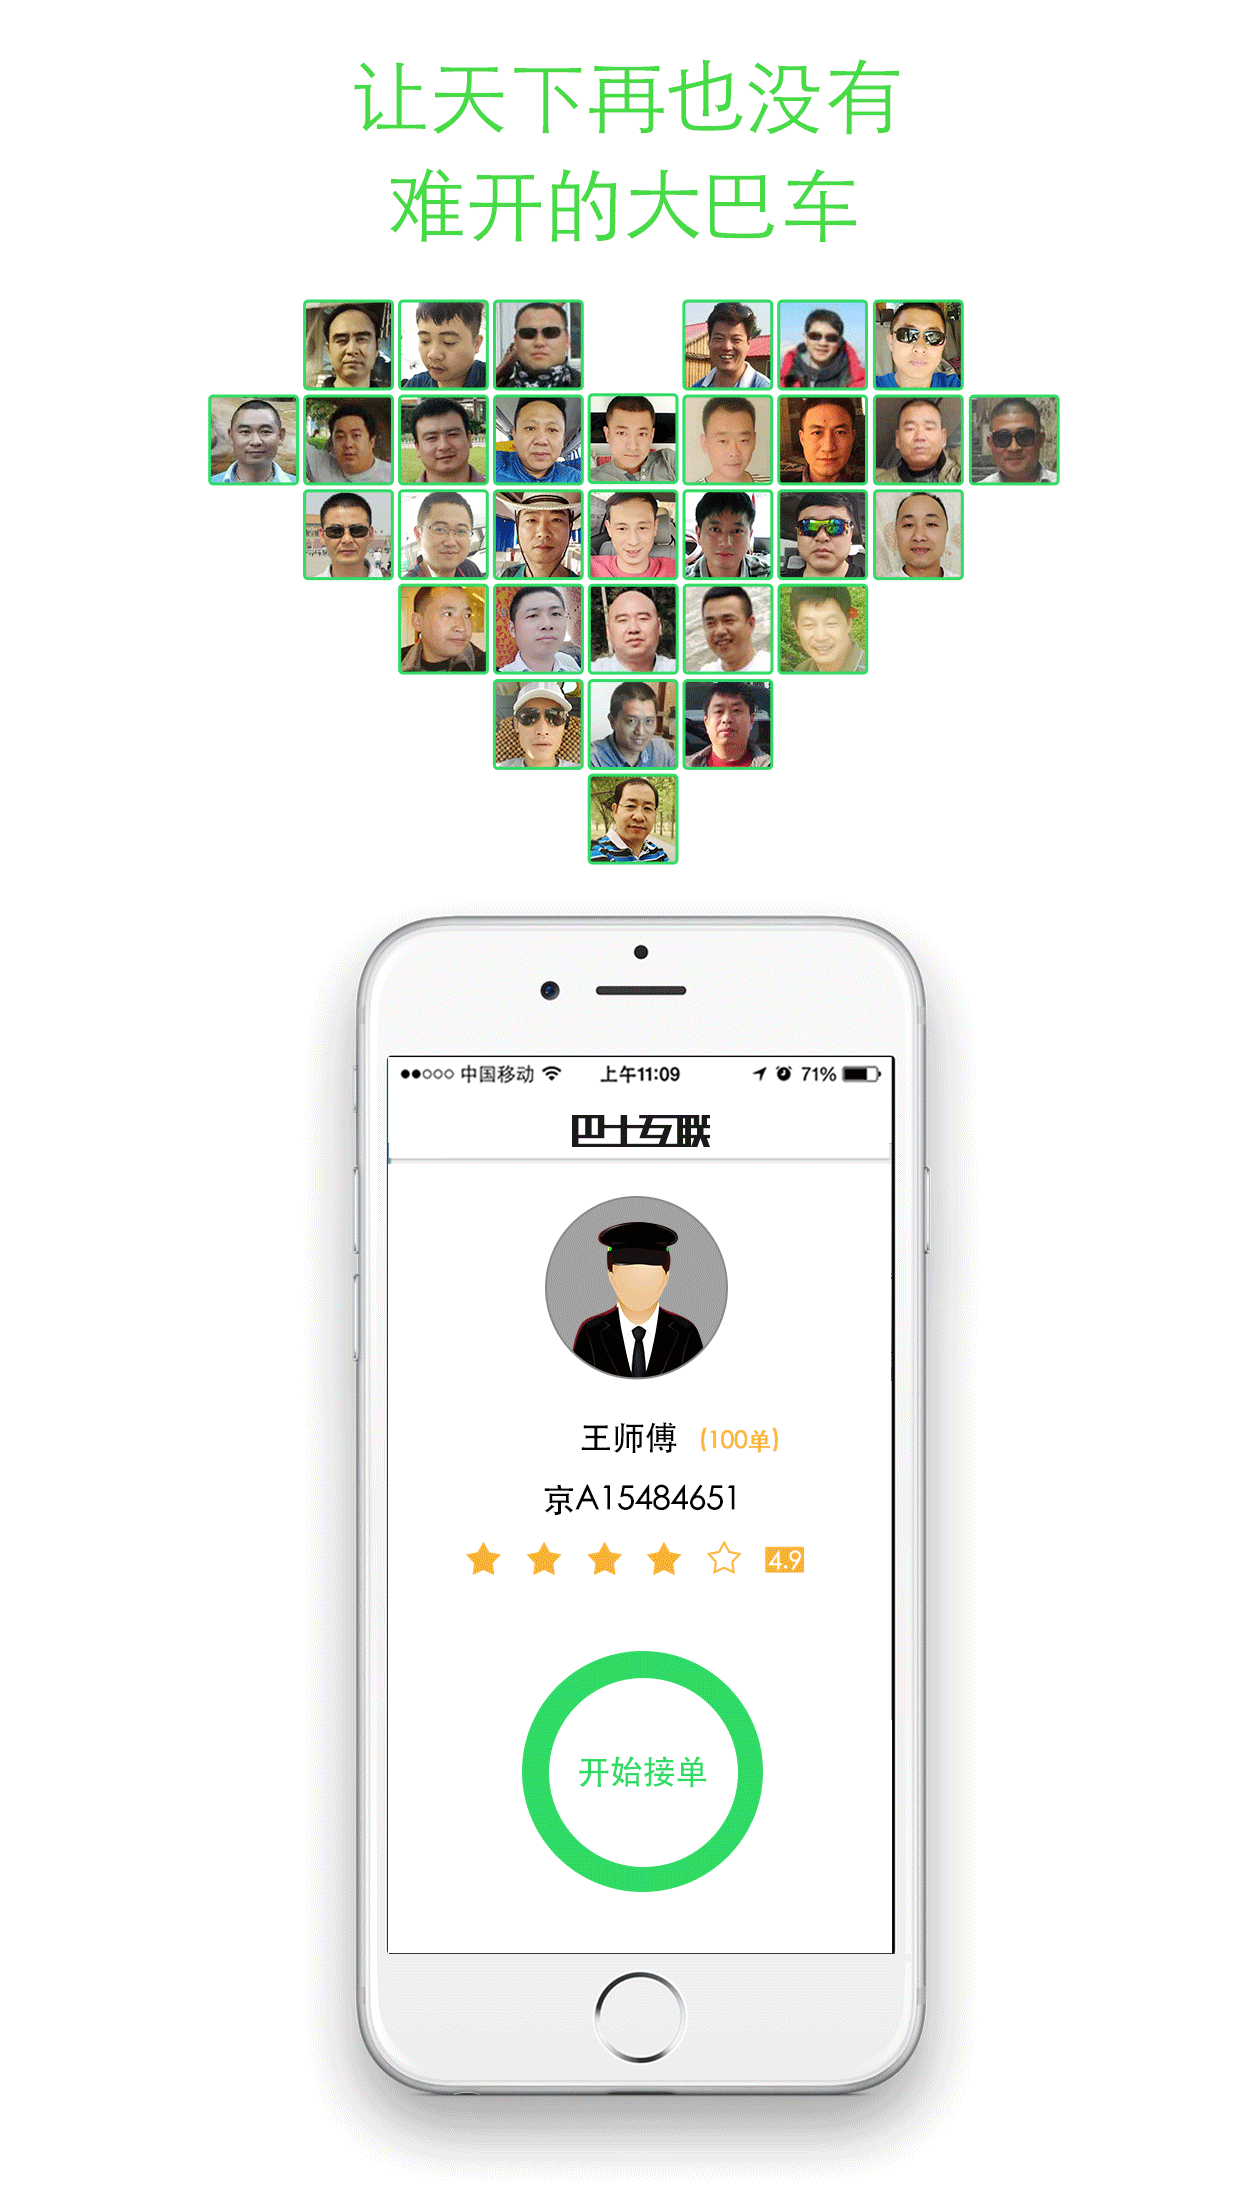 让天下再也没有
难开的大巴车
中国移动 上午11:09 71%
巴士互联
王师傅 (100单)
京A15484651
4.9
开始接单